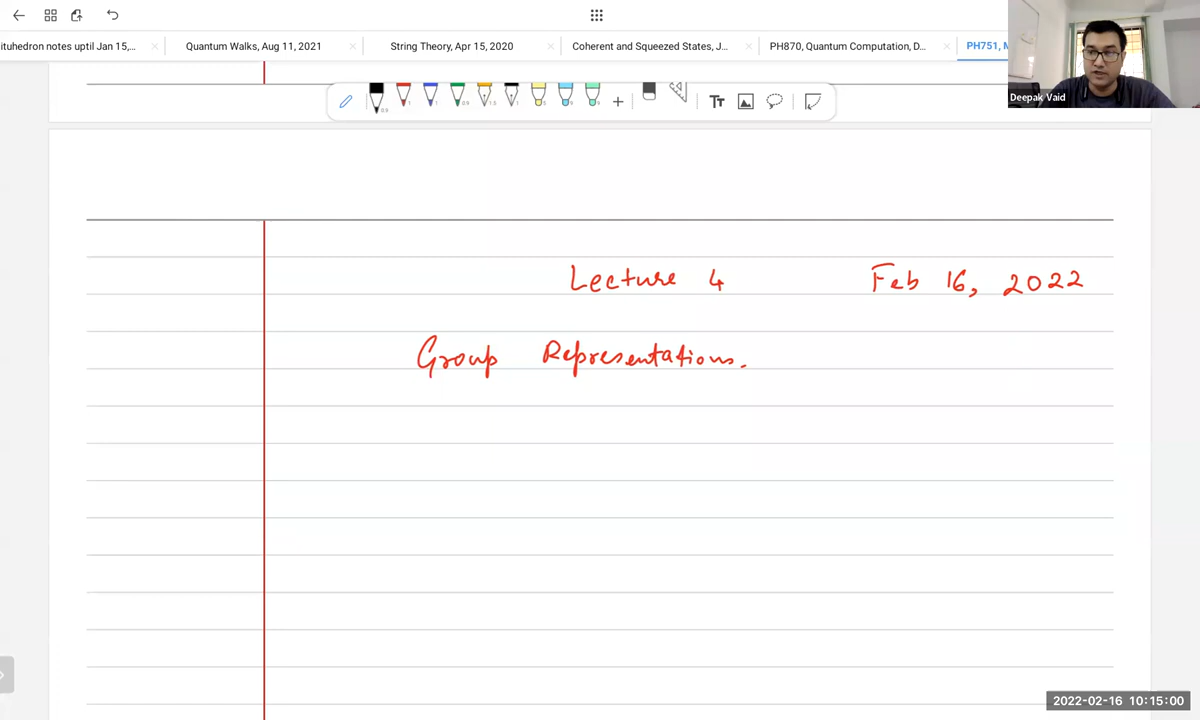 ituhedron notes uptil Jan 15,...
Quantum Walks, Aug 11, 2021
String Theory, Apr 15, 2020
Coherent and Squeezed States, J...
PH870, Quantum Computation, D...
PH751, M
Deepak Vaid
Tт
Lecture 4 Feb 16, 2022
Group Representations.
2022-02-16 10:15:00